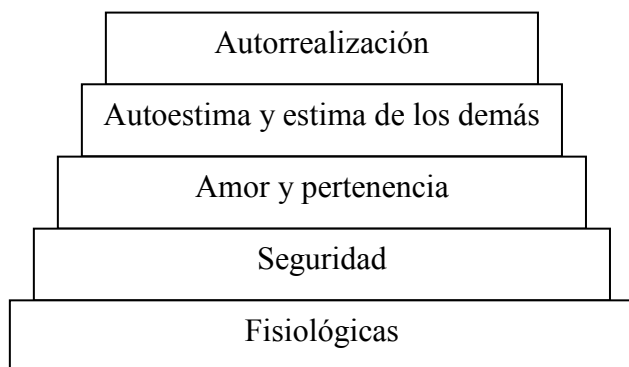 Autorrealización
Autoestima y estima de los demás
Amor y pertenencia
Seguridad
Fisiológicas